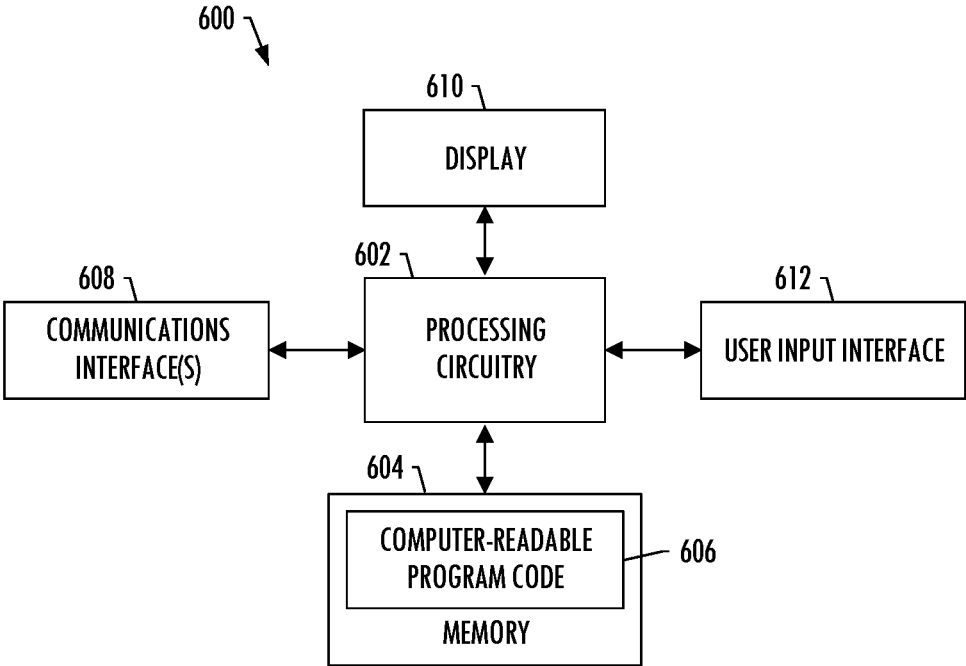 600
610
DISPLAY
602
608
612
COMMUNICATIONS
INTERFACE(S)
PROCESSING
CIRCUITRY
USER INPUT INTERFACE
604
COMPUTER-READABLE
PROGRAM CODE
606
MEMORY